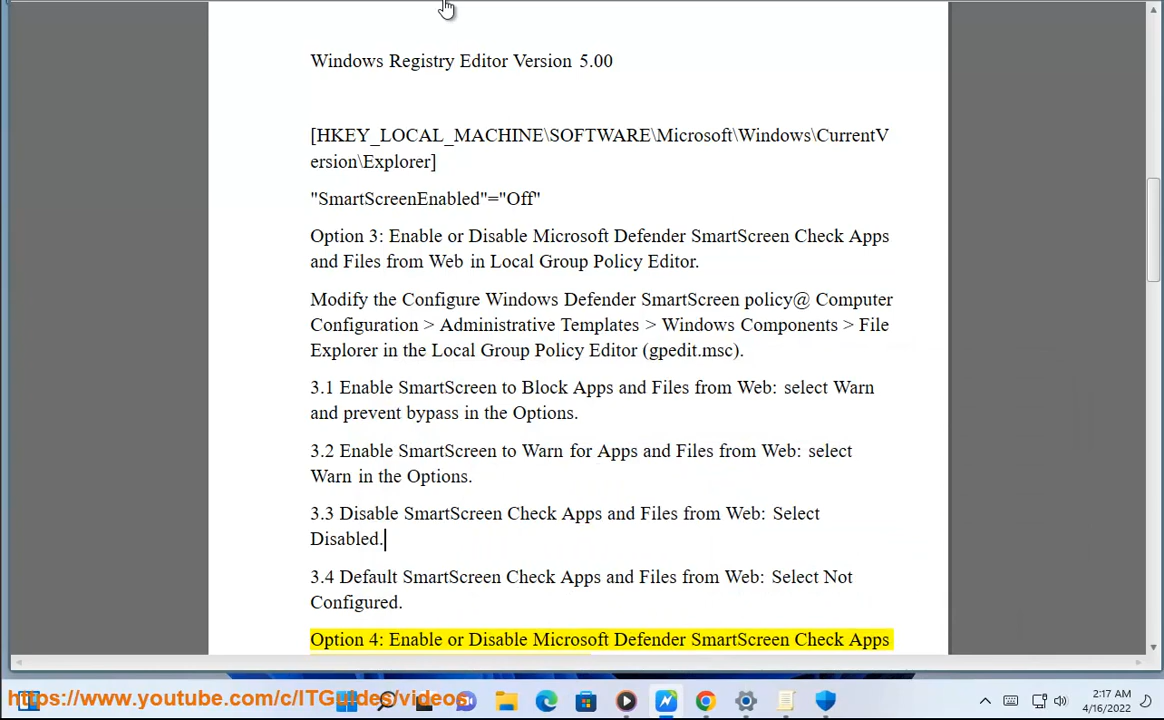 Windows Registry Editor Version 5.00
[HKEY_LOCAL_MACHINE\SOFTWARE\Microsoft\Windows\CurrentV
ersion\Explorer]
"SmartScreenEnabled"="Off"
Option 3: Enable or Disable Microsoft Defender SmartScreen Check Apps
and Files from Web in Local Group Policy Editor.
Modify the Configure Windows Defender SmartScreen policy@ Computer
Configuration > Administrative Templates > Windows Components > File
Explorer in the Local Group Policy Editor (gpedit.msc).
3.1 Enable SmartScreen to Block Apps and Files from Web: select Warn
and prevent bypass in the Options.
3.2 Enable SmartScreen to Warn for Apps and Files from Web: select
Warn in the Options.
3.3 Disable SmartScreen Check Apps and Files from Web: Select
Disabled.
3.4 Default SmartScreen Check Apps and Files from Web: Select Not
Configured.
Option 4: Enable or Disable Microsoft Defender SmartScreen Check Apps
https://www.youtube.com/c/ITGuides/videos
2:17 AM
4/16/2022